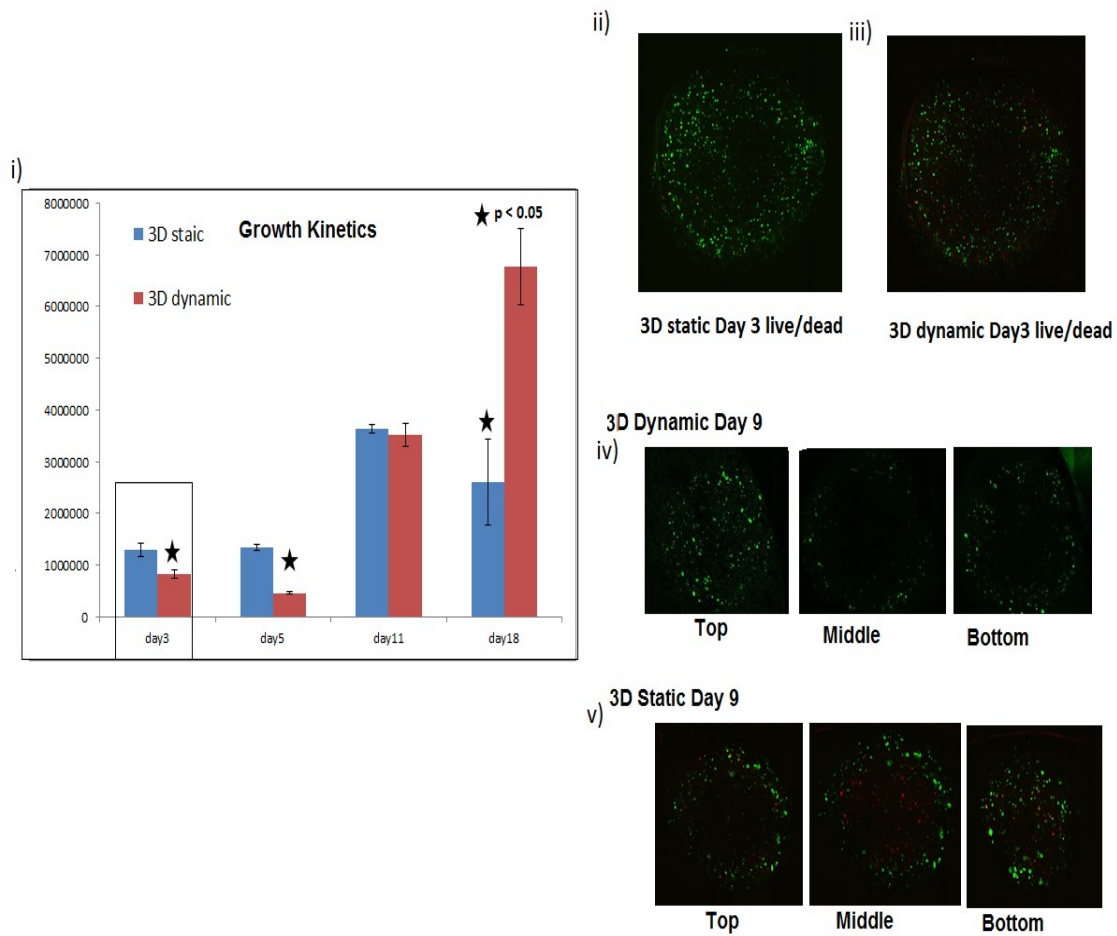 i)
8000000
7000000
6000000
5000000
4000000
3000000
2000000
1000000
0
3D staic
3D dynamic
Growth Kinetics
★ p < 0.05
day3
day5
day11
day18
ii)
3D static Day 3 live/dead
iii)
3D dynamic Day3 live/dead
3D Dynamic Day 9
iv)
Top
Middle
Bottom
3D Static Day 9
v)
Top
Middle
Bottom